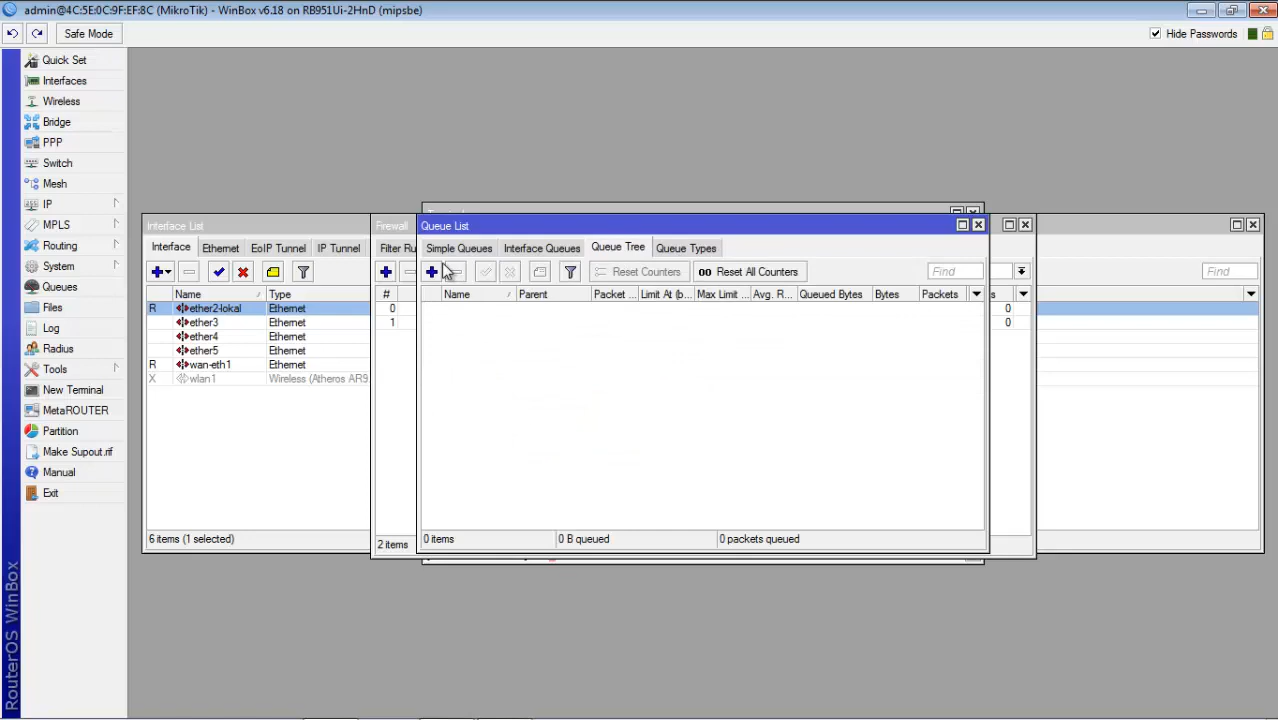 admin@4C:5E:0C:9F:EF:8C (MikroTik) - WinBox v6.18 on RB951Ui-2HnD (mipsbe)
Safe Mode
Hide Passwords
Quick Set
Interfaces
Wireless
Bridge
PPP
Switch
Mesh
IP
MPLS
Routing
System
Queues
Files
Log
Radius
Tools
New Terminal
MetaROUTER
Partition
Make Supout.rif
Manual
Exit
RouterOS WinBox
Interface List
Interface Ethernet EoIP Tunnel IP Tunnel
Name Type
R ether2-lokal Ethernet
ether3 Ethernet
ether4 Ethernet
ether5 Ethernet
R wan-eth1 Ethernet
X wlan1 Wireless (Atheros AR9
6 items (1 selected)
Firewall
Filter Ru
#
0
1
2 items
Queue List
Simple Queues Interface Queues Queue Tree Queue Types
Reset Counters 00 Reset All Counters Find
Name Parent Packet ... Limit At (b... Max Limit ... Avg. R... Queued Bytes Bytes Packets
0 items 0 B queued 0 packets queued
s
0
0
Find